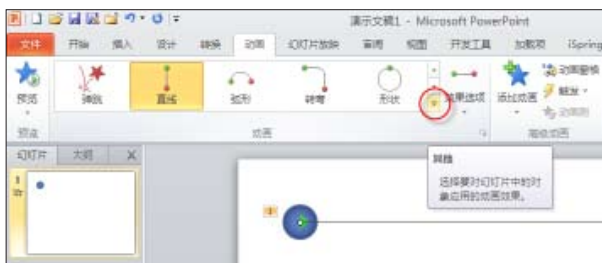 演示文稿1 - Microsoft PowerPoint
文件 开始 插入 设计 转换 动画 幻灯片放映 审阅 视图 开发工具 加载项 iSpring
预览 弹跳 直线 弧形 转弯 形状 效果选项 添加动画 动画窗格
触发
动画刷
预览 动画 高级动画
幻灯片 大纲
其他
选择要对幻灯片中的对
象应用的动画效果。
1
1